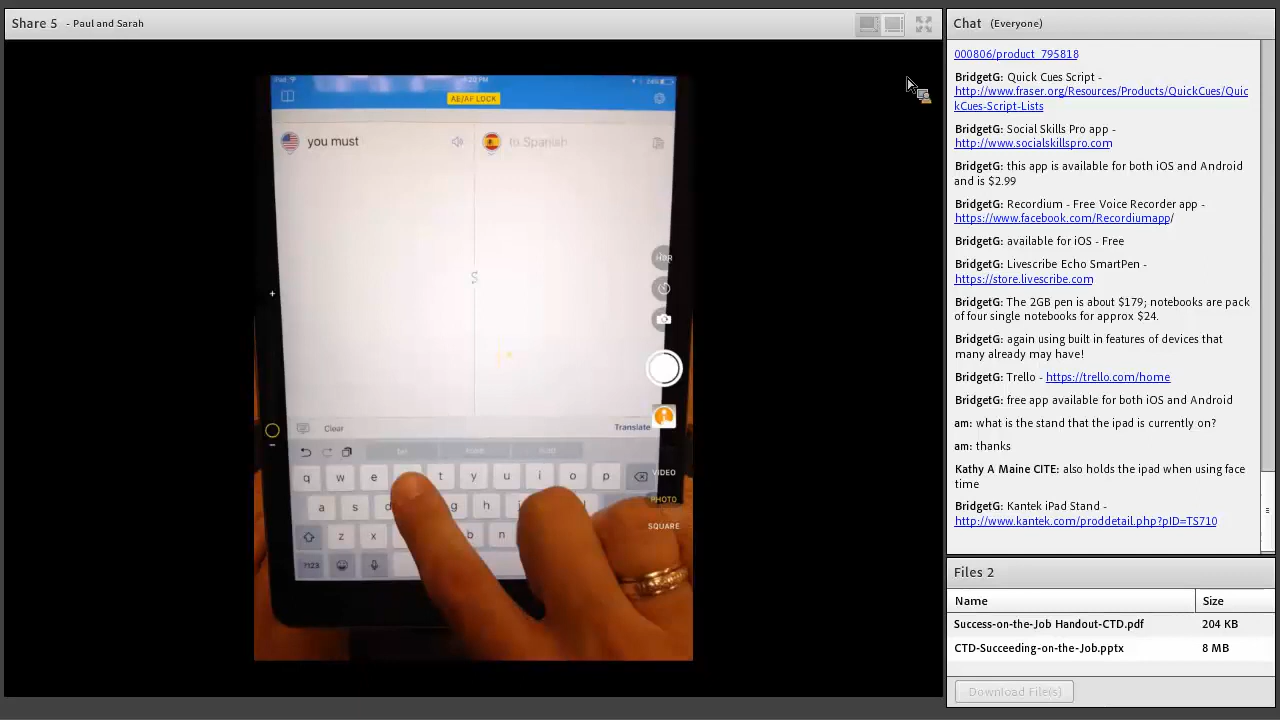 Share 5 - Paul and Sarah
AE/AF LOCK
you must
to Spanish
HDR
Clear
Translate
q w e t y u i o p
a s d g h
z x b n
?123
VIDEO
PHOTO
SQUARE
Chat (Everyone)
000806/product_795818
BridgetG: Quick Cues Script -
http://www.fraser.org/Resources/Products/QuickCues/Quic
kCues-Script-Lists
BridgetG: Social Skills Pro app -
http://www.socialskillspro.com
BridgetG: this app is available for both iOS and Android
and is $2.99
BridgetG: Recordium - Free Voice Recorder app -
https://www.facebook.com/Recordiumapp/
BridgetG: available for iOS - Free
BridgetG: Livescribe Echo SmartPen -
https://store.livescribe.com
BridgetG: The 2GB pen is about $179; notebooks are pack
of four single notebooks for approx $24.
BridgetG: again using built in features of devices that
many already may have!
BridgetG: Trello - https://trello.com/home
BridgetG: free app available for both iOS and Android
am: which is the stand that the ipad is currently on?
am: thanks
Kathy A Maine CITE: also holds the ipad when using face
time
BridgetG: Kantek iPad Stand -
http://www.kantek.com/proddetail.php?pID=TS710
Files 2
Name Size
Success-on-the-Job Handout-CTD.pdf 204 KB
CTD-Succeeding-on-the-Job.pptx 8 MB
Download File(s)